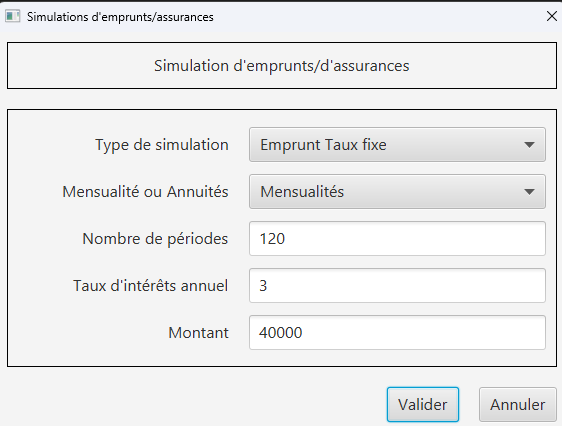 Simulations d'emprunts/assurances
Simulation d'emprunts/d'assurances
Type de simulation Emprunt Taux fixe
Mensualité ou Annuités Mensualités
Nombre de périodes 120
Taux d'intérêts annuel 3
Montant 40000
Valider Annuler